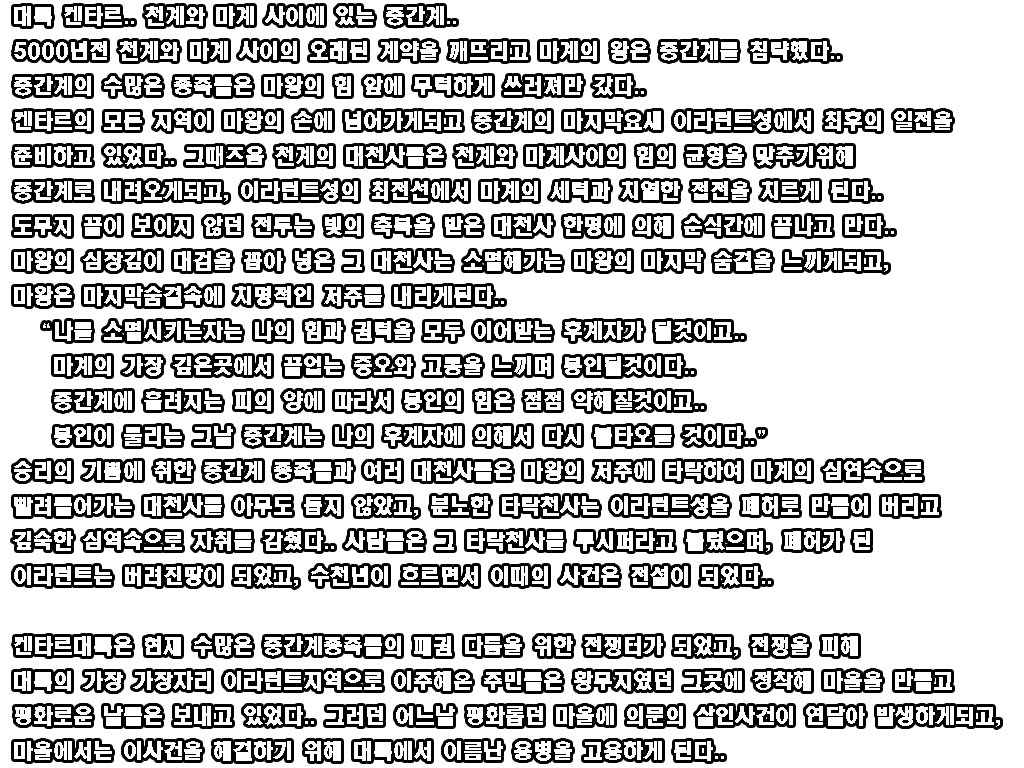 대륙 켄타르.. 천계와 마계 사이에 있는 중간계..
5000년전 천계와 마계 사이의 오래된 계약을 깨뜨리고 마계의 왕은 중간계를 침략했다..
중간계의 수많은 종족들은 마왕의 힘 앞에 무력하게 쓰러져만 갔다..
켄타르의 모든 지역이 마왕의 손에 넘어가게되고 중간계의 마지막요새 이라런트성에서 최후의 일전을
준비하고 있었다.. 그때즈음 천계의 대천사들은 천계와 마계사이의 힘의 균형을 맞추기위해
중간계로 내려오게되고, 이라런트성의 최전선에서 마계의 세력과 치열한 접전을 치르게 된다..
도무지 끝이 보이지 않던 전투는 빛의 축복을 받은 대천사 한명에 의해 순식간에 끝나고 만다..
마왕의 심장깊이 대검을 꼽아 넣은 그 대천사는 소멸해가는 마왕의 마지막 숨결을 느끼게되고,
마왕은 마지막숨결속에 치명적인 저주를 내리게된다..
"나를 소멸시키는자는 나의 힘과 권력을 모두 이어받는 후계자가 될것이고..
마계의 가장 깊은곳에서 끝없는 증오와 고통을 느끼며 봉인될것이다..
중간계에 흘려지는 피의 양에 따라서 봉인의 힘은 점점 약해질것이고..
봉인이 풀리는 그날 중간계는 나의 후계자에 의해서 다시 불타오를 것이다.."
승리의 기쁨에 취한 중간계 종족들과 여러 대천사들은 마왕의 저주에 타락하여 마계의 심연속으로
빨려들어가는 대천사를 아무도 돕지 않았고, 분노한 타락천사는 이라런트성을 폐허로 만들어 버리고
깊숙한 심역속으로 자취를 감췄다.. 사람들은 그 타락천사를 루시퍼라고 불렀으며, 폐허가 된
이라런트는 버려진땅이 되었고, 수천년이 흐르면서 이때의 사건은 전설이 되었다..
켄타르대륙은 현재 수많은 중간계종족들의 패권 다툼을 위한 전쟁터가 되었고, 전쟁을 피해
대륙의 가장 가장자리 이라런트지역으로 이주해온 주민들은 황무지였던 그곳에 정착해 마을을 만들고
평화로운 날들은 보내고 있었다.. 그러던 어느날 평화롭던 마을에 의문의 살인사건이 연달아 발생하게되고,
마을에서는 이사건을 해결하기 위해 대륙에서 이름난 용병을 고용하게 된다..